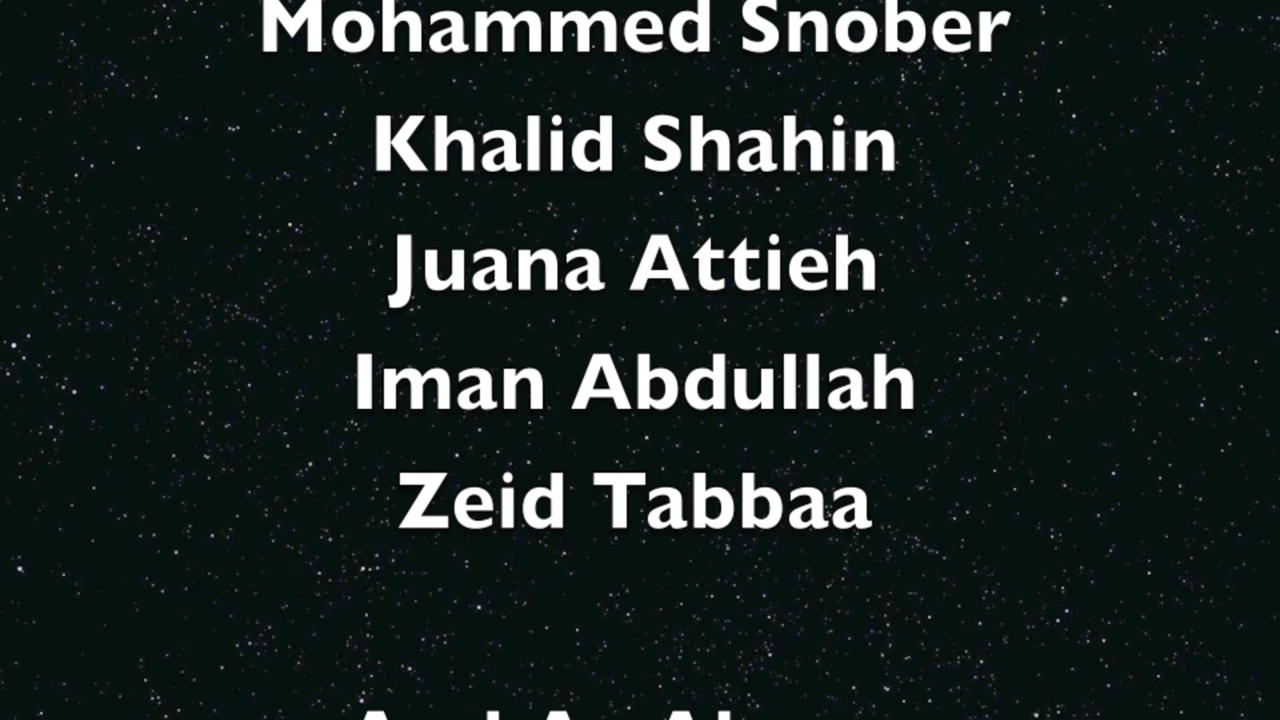 Mohammed Snober
Khalid Shahin
Juana Attieh
Iman Abdullah
Zeid Tabbaa